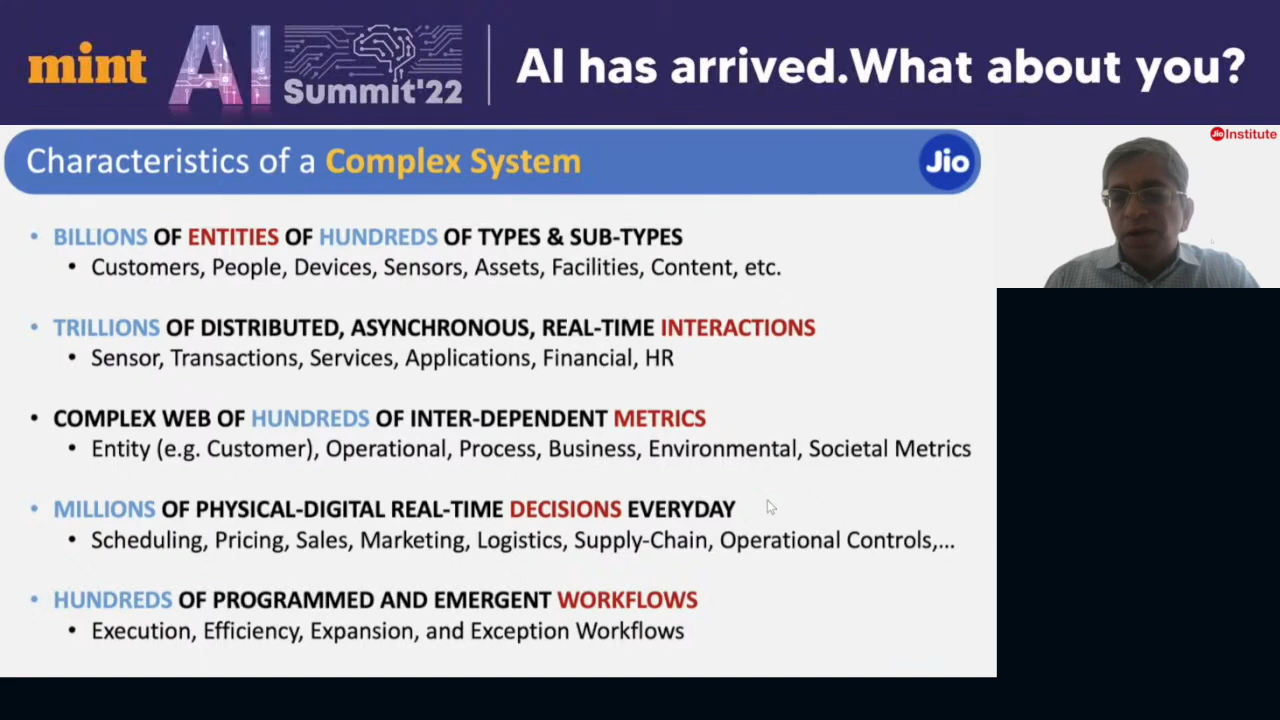 mint AI Summit'22 AI has arrived.What about you?
Characteristics of a Complex System Jio
Jio Institute
• BILLIONS OF ENTITIES OF HUNDREDS OF TYPES & SUB-TYPES
• Customers, People, Devices, Sensors, Assets, Facilities, Content, etc.
• TRILLIONS OF DISTRIBUTED, ASYNCHRONOUS, REAL-TIME INTERACTIONS
• Sensor, Transactions, Services, Applications, Financial, HR
• COMPLEX WEB OF HUNDREDS OF INTER-DEPENDENT METRICS
• Entity (e.g. Customer), Operational, Process, Business, Environmental, Societal Metrics
• MILLIONS OF PHYSICAL-DIGITAL REAL-TIME DECISIONS EVERYDAY
• Scheduling, Pricing, Sales, Marketing, Logistics, Supply-Chain, Operational Controls,...
• HUNDREDS OF PROGRAMMED AND EMERGENT WORKFLOWS
• Execution, Efficiency, Expansion, and Exception Workflows